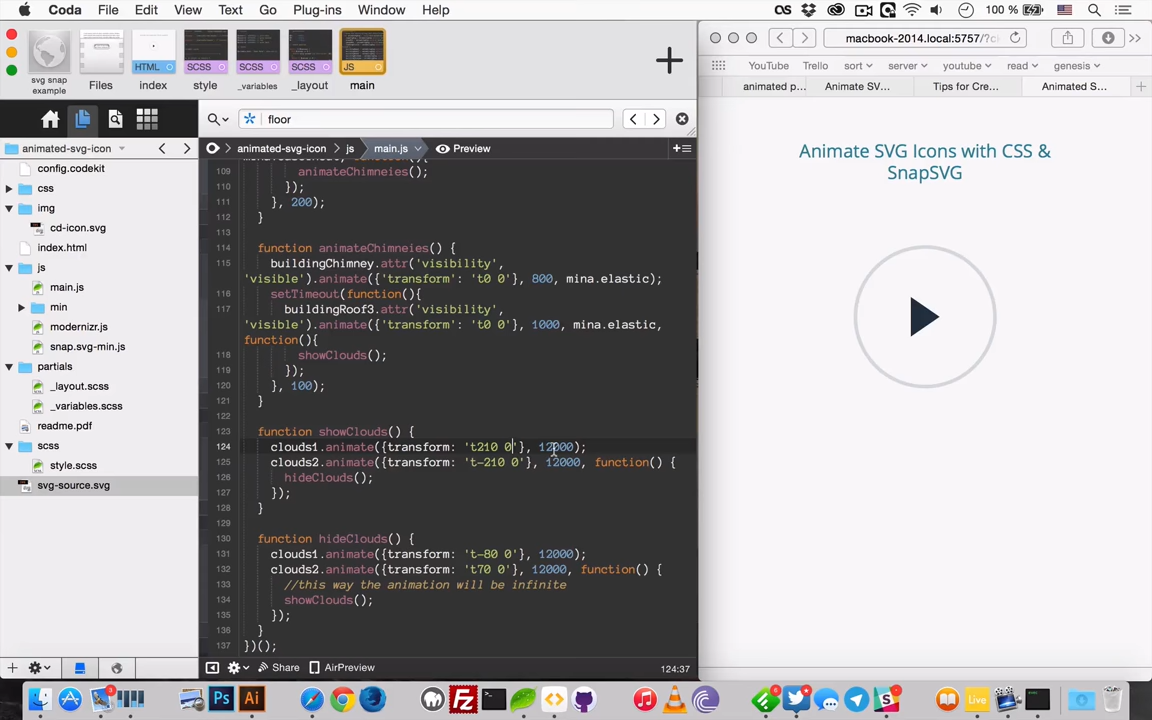 Coda File Edit View Text Go Plug-ins Window Help 100 %
svg snap
example
Files
HTML
index
SCSS
style
SCSS
_variables
SCSS
_layout
JS
main
macbook-2014.local:5757/?c
YouTube Trello sort server youtube read genesis
animated p... Animate SV... Tips for Cre... Animated S...
floor
animated-svg-icon
animated-svg-icon js main.js Preview
config.codekit
css
img
cd-icon.svg
index.html
js
main.js
min
modernizr.js
snap.svg-min.js
partials
_layout.scss
_variables.scss
readme.pdf
scss
style.scss
svg-source.svg
109 animateChimneies();
110 });
111 }, 200);
112 }
113
114 function animateChimneies() {
115 buildingChimney.attr('visibility',
'visible').animate({'transform': 't0 0'}, 800, mina.elastic);
116 setTimeout(function(){
117 buildingRoof3.attr('visibility',
'visible').animate({'transform': 't0 0'}, 1000, mina.elastic,
function(){
118 showClouds();
119 });
120 }, 100);
121 }
122
123 function showClouds() {
124 clouds1.animate({transform: 't210 0'}, 12000);
125 clouds2.animate({transform: 't-210 0'}, 12000, function() {
126 hideClouds();
127 });
128 }
129
130 function hideClouds() {
131 clouds1.animate({transform: 't-80 0'}, 12000);
132 clouds2.animate({transform: 't70 0'}, 12000, function() {
133 //this way the animation will be infinite
134 showClouds();
135 });
136 }
137 })();
Share AirPreview 124:37
Animate SVG Icons with CSS &
SnapSVG